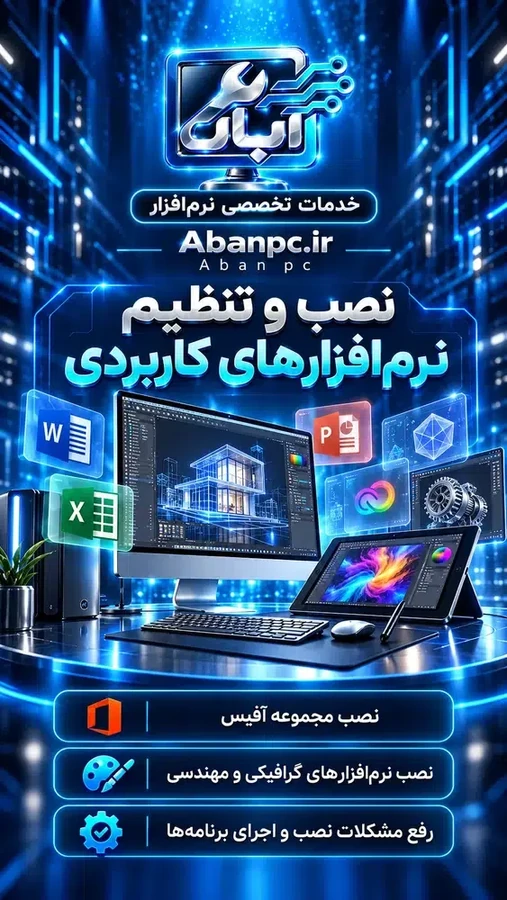 آبان
خدمات تخصصی نرم‌افزار
Abanpc.ir
Aban pc
نصب و تنظیم
نرم‌افزارهای کاربردی
W
P
X
نصب مجموعه آفیس
نصب نرم‌افزارهای گرافیکی و مهندسی
رفع مشکلات نصب و اجرای برنامه‌ها